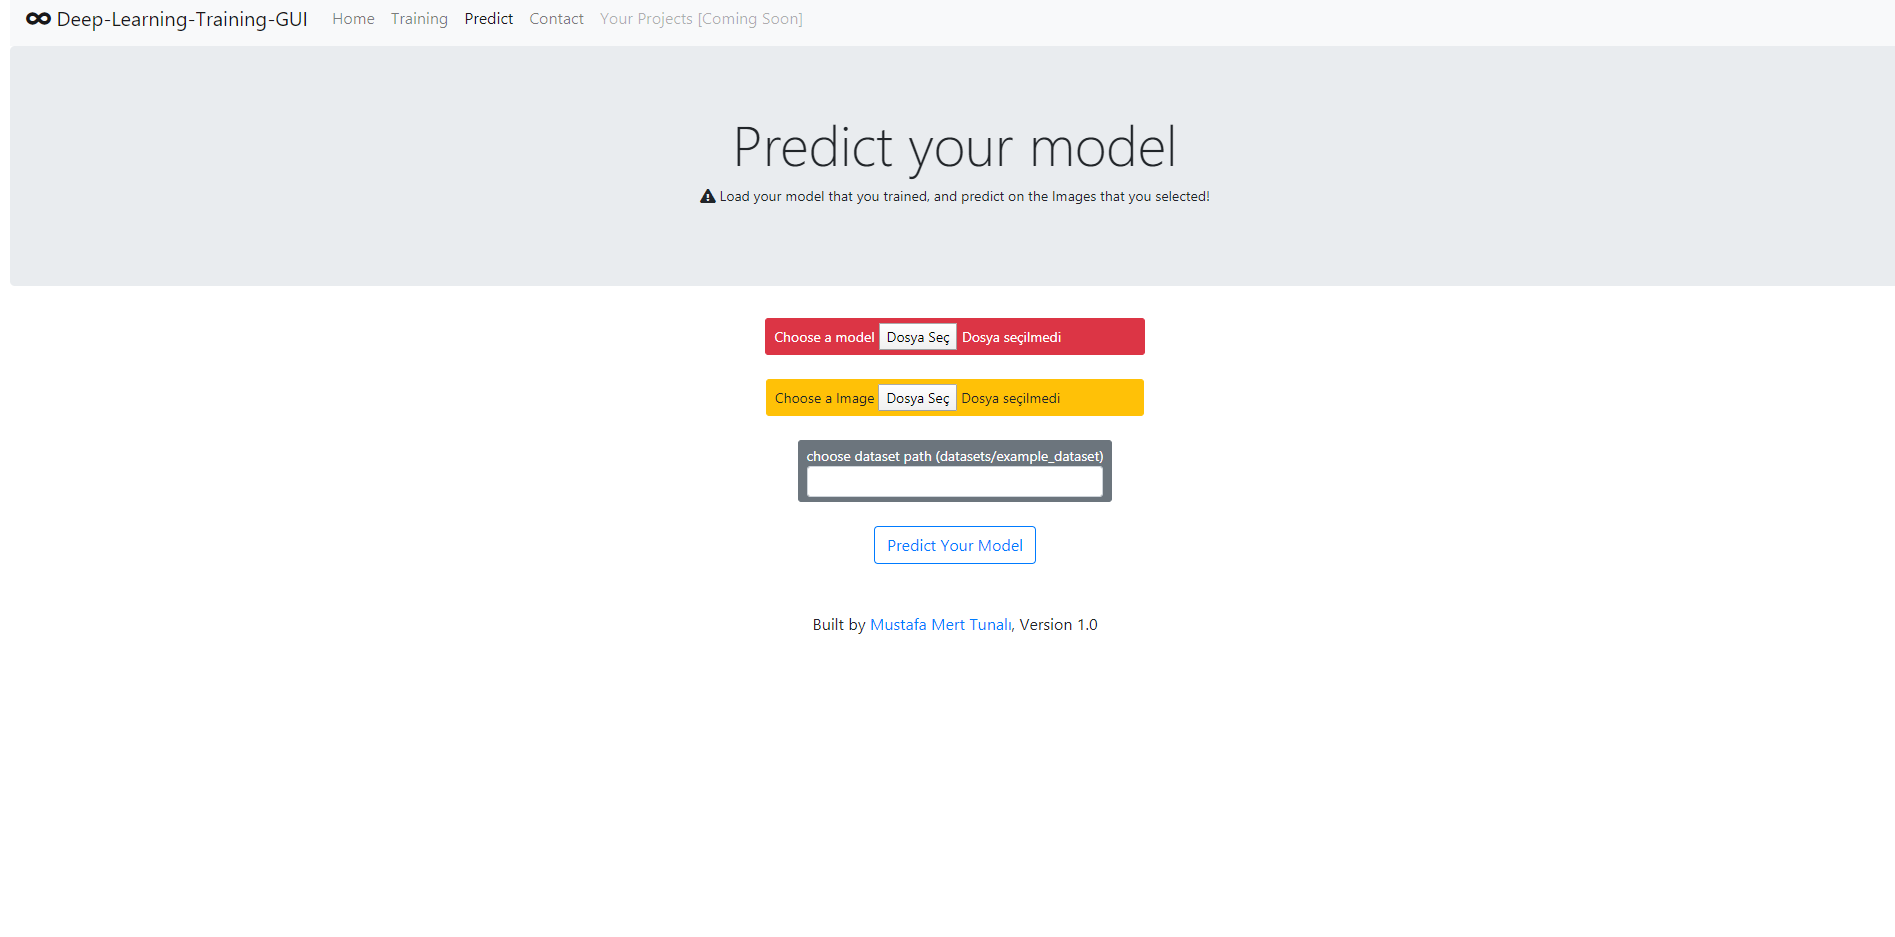 Deep-Learning-Training-GUI Home Training Predict Contact Your Projects [Coming Soon]
Predict your model
Load your model that you trained, and predict on the Images that you selected!
Choose a model Dosya Seç Dosya seçilmedi
Choose a Image Dosya Seç Dosya seçilmedi
choose dataset path (datasets/example_dataset)
Predict Your Model
Built by Mustafa Mert Tunalı, Version 1.0